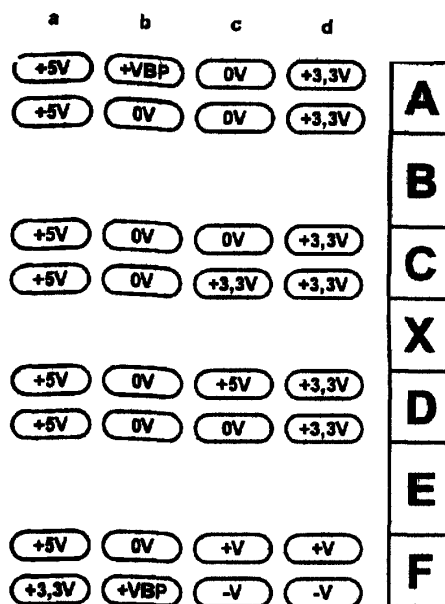 a b c d
+5V +VBP 0V +3,3V
+5V 0V 0V +3,3V
A
B
+5V 0V 0V +3,3V
+5V 0V +3,3V +3,3V
C
X
+5V 0V +5V +3,3V
+5V 0V 0V +3,3V
D
E
+5V 0V +V +V
+3,3V +VBP -V -V
F